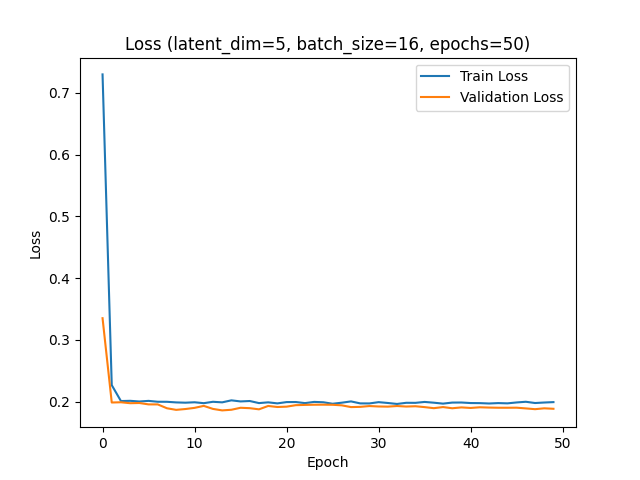 Loss (latent_dim=5, batch_size=16, epochs=50)
Train Loss
Validation Loss
0.7
0.6
0.5
0.4
0.3
0.2
Loss
0
10
20
30
40
50
Epoch